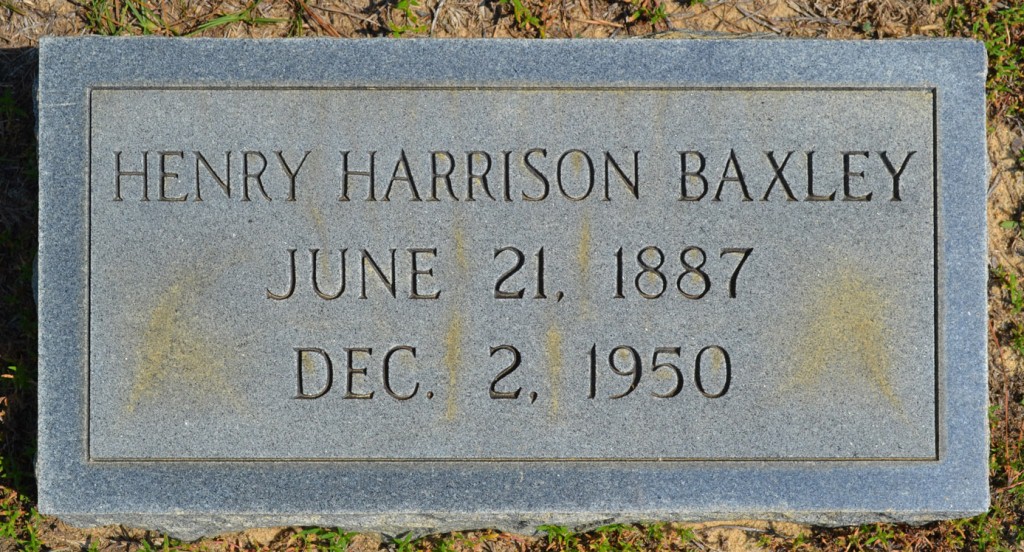 HENRY HARRISON BAXLEY
JUNE 21, 1887
DEC. 2, 1950